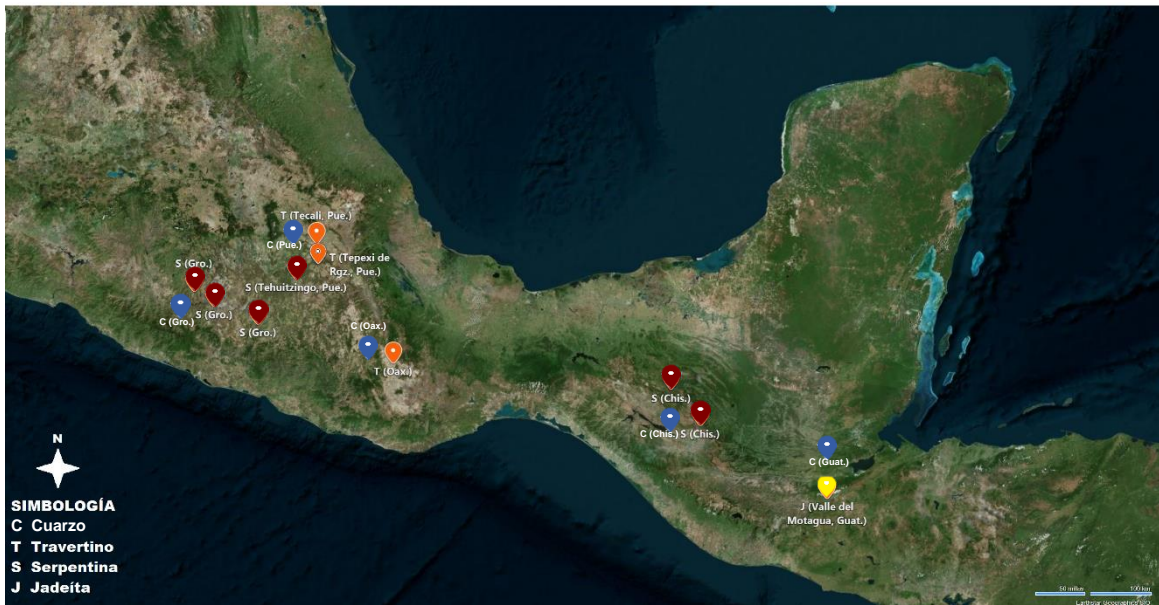 T (Tecali, Pue.)
C (Pue.)
T (Tepexi de
Rgz., Pue.)
S (Gro.)
S (Tehuitzingo, Pue.)
C (Gro.)
S (Gro.)
S (Gro.)
C (Oax.)
T (Oax.)
S (Chis.)
C (Chis.)
S (Chis.)
C (Guat.)
J (Valle del
Motagua, Guat.)
N
SIMBOLOGÍA
C Cuarzo
T Travertino
S Serpentina
J Jadeíta
50 millas
100 km